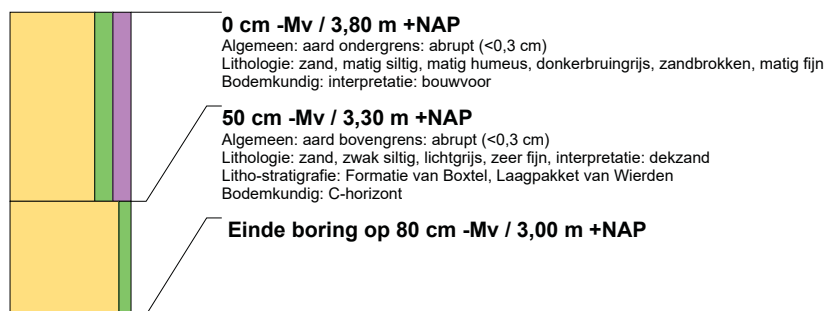 0 cm -Mv / 3,80 m +NAP
Algemeen: aard ondergrens: abrupt (<0,3 cm)
Lithologie: zand, matig siltig, matig humeus, donkerbruingrijs, zandbrokken, matig fijn
Bodemkundig: interpretatie: bouwvoor
50 cm -Mv / 3,30 m +NAP
Algemeen: aard bovengrens: abrupt (<0,3 cm)
Lithologie: zand, zwak siltig, lichtgrijs, zeer fijn, interpretatie: dekzand
Litho-stratigrafie: Formatie van Boxtel, Laagpakket van Wierden
Bodemkundig: C-horizont
Einde boring op 80 cm -Mv / 3,00 m +NAP